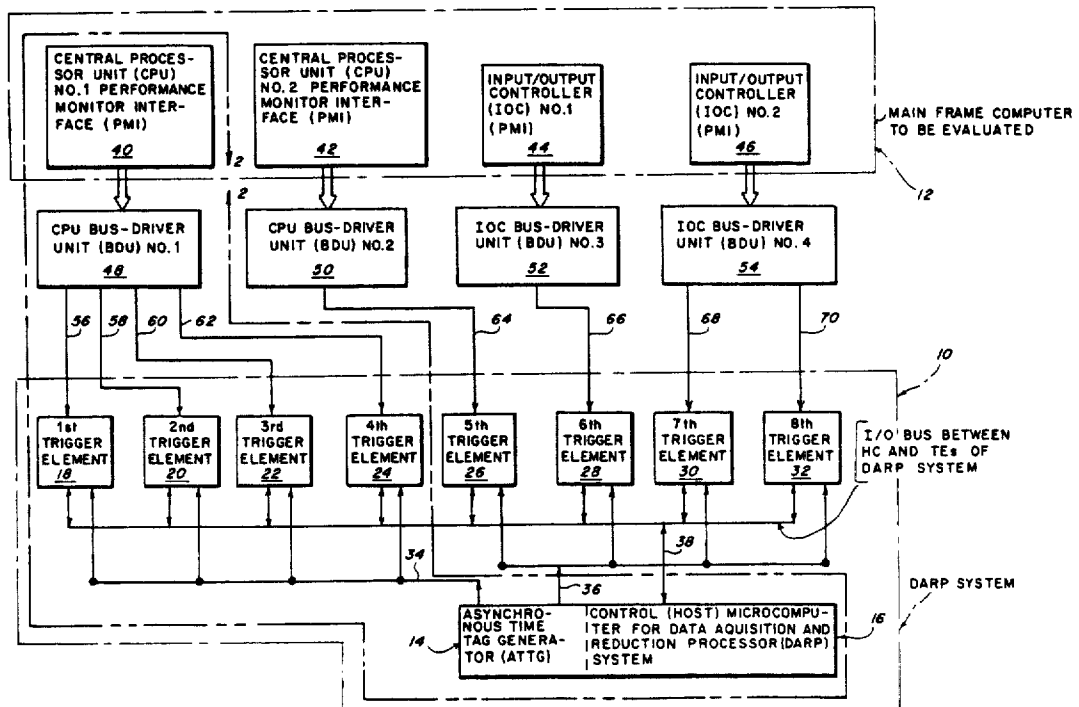 CENTRAL PROCES-
SOR UNIT (CPU)
NO.1 PERFORMANCE
MONITOR INTER-
FACE (PMI)
40
CENTRAL PROCES-
SOR UNIT (CPU)
NO.2 PERFORMANCE
MONITOR INTER-
FACE (PMI)
42
INPUT/OUTPUT
CONTROLLER
(IOC) NO.1
(PMI)
44
INPUT/OUTPUT
CONTROLLER
(IOC) NO.2
(PMI)
46
MAIN FRAME COMPUTER
TO BE EVALUATED
12
2
2
CPU BUS-DRIVER
UNIT (BDU) NO.1
48
CPU BUS-DRIVER
UNIT (BDU) NO.2
50
IOC BUS-DRIVER
UNIT (BDU) NO.3
52
IOC BUS-DRIVER
UNIT (BDU) NO.4
54
56
58
60
62
64
66
68
70
10
1st
TRIGGER
ELEMENT
18
2nd
TRIGGER
ELEMENT
20
3rd
TRIGGER
ELEMENT
22
4th
TRIGGER
ELEMENT
24
5th
TRIGGER
ELEMENT
26
6th
TRIGGER
ELEMENT
28
7th
TRIGGER
ELEMENT
30
8th
TRIGGER
ELEMENT
32
I/O BUS BETWEEN
HC AND TEs OF
DARP SYSTEM
34
36
38
DARP SYSTEM
14
ASYNCHRO-
NOUS TIME
TAG GENERA-
TOR (ATTG)
CONTROL (HOST) MICROCOMPU-
TER FOR DATA AQUISITION AND
REDUCTION PROCESSOR(DARP)
SYSTEM
16